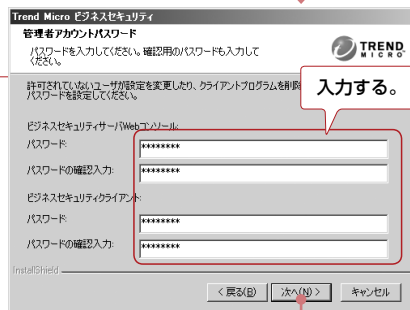 Trend Micro ビジネスセキュリティ
管理者アカウントパスワード
パスワードを入力してください。確認用のパスワードも入力して
ください。
TREND
MICRO
許可されていないユーザが設定を変更したり、クライアントプログラムを削除
パスワードを設定してください。
入力する。
ビジネスセキュリティサーバWebコンソール:
パスワード: ********
パスワードの確認入力: ********
ビジネスセキュリティクライアント:
パスワード: ********
パスワードの確認入力: ********
InstallShield
< 戻る(B) 次へ(N) > キャンセル